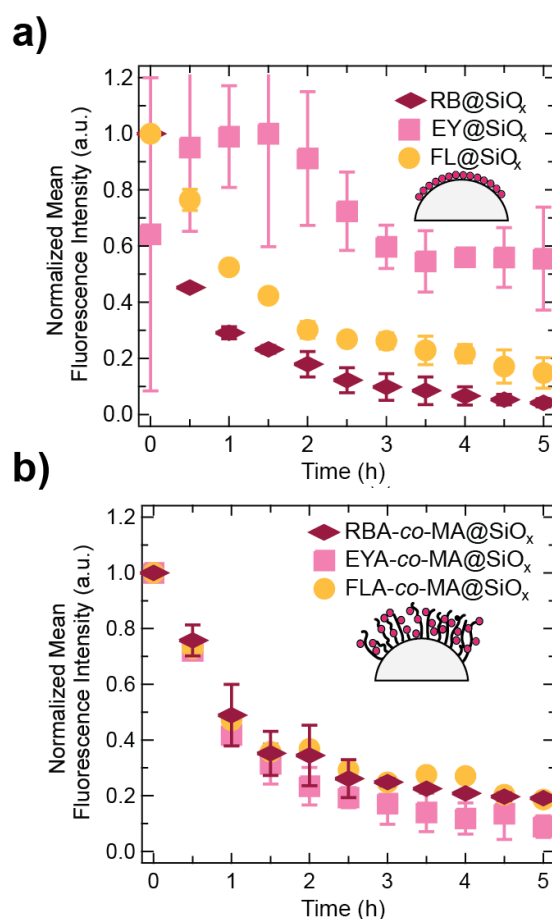 a)
Normalized Mean
Fluorescence Intensity (a.u.)
1.2
1.0
0.8
0.6
0.4
0.2
0.0
RB@SiOₓ
EY@SiOₓ
FL@SiOₓ
0 1 2 3 4 5
Time (h)
b)
Normalized Mean
Fluorescence Intensity (a.u.)
1.2
1.0
0.8
0.6
0.4
0.2
0.0
RBA-co-MA@SiOₓ
EYA-co-MA@SiOₓ
FLA-co-MA@SiOₓ
0 1 2 3 4 5
Time (h)